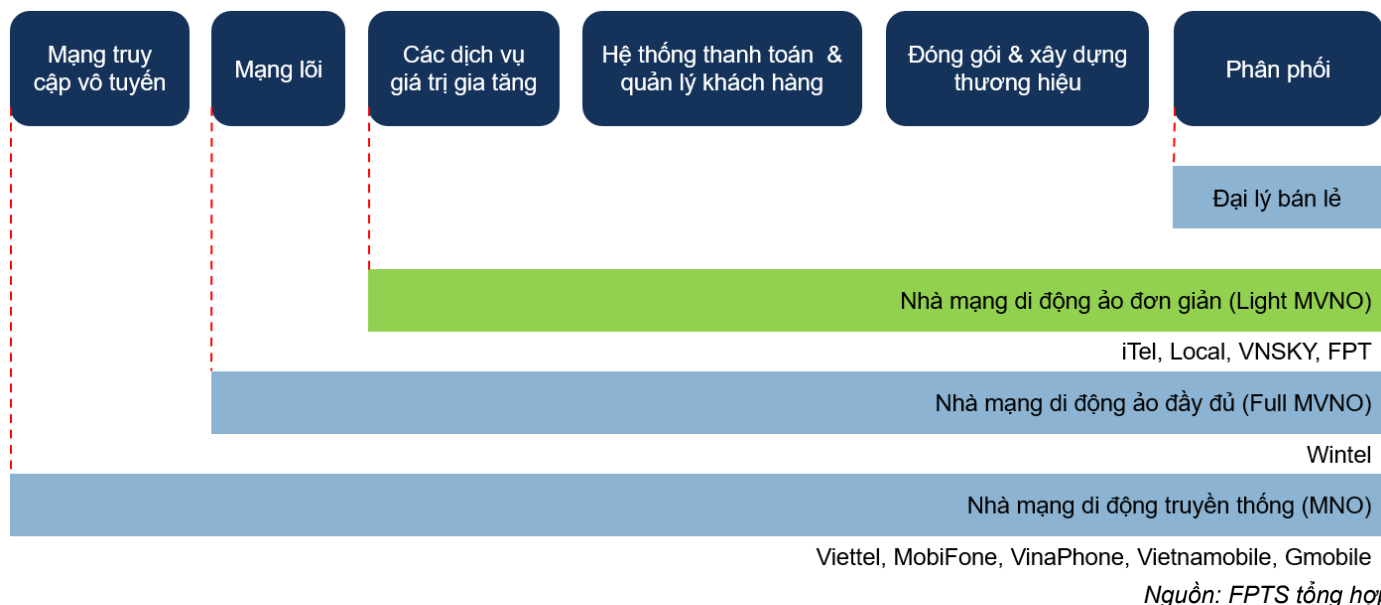 Mạng truy
cập vô tuyến
Mạng lõi
Các dịch vụ
giá trị gia tăng
Hệ thống thanh toán &
quản lý khách hàng
Đóng gói & xây dựng
thương hiệu
Phân phối
Đại lý bán lẻ
Nhà mạng di động ảo đơn giản (Light MVNO)
iTel, Local, VNSKY, FPT
Nhà mạng di động ảo đầy đủ (Full MVNO)
Wintel
Nhà mạng di động truyền thống (MNO)
Viettel, MobiFone, VinaPhone, Vietnamobile, Gmobile
Nguồn: FPTS tổng hợp